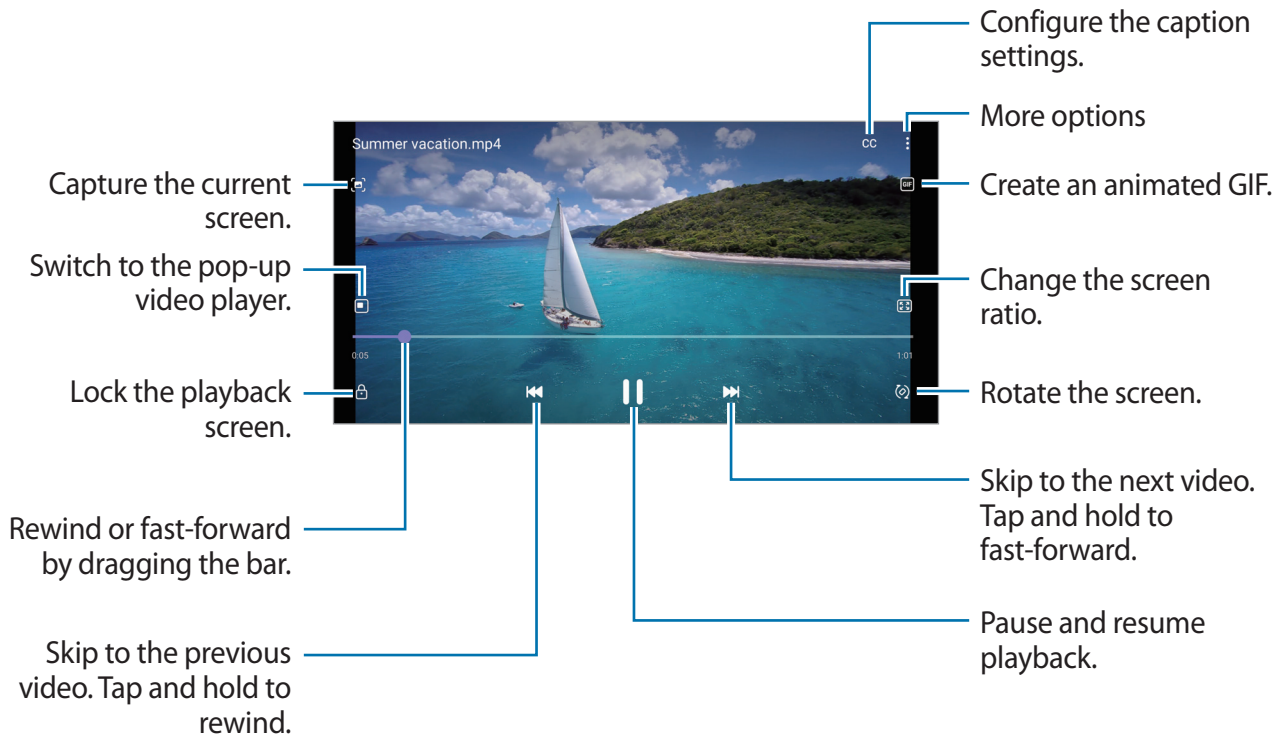 Configure the caption
settings.
More options
Summer vacation.mp4
CC
Capture the current
screen.
GIF
Create an animated GIF.
Switch to the pop-up
video player.
Change the screen
ratio.
0:05
1:01
Lock the playback
screen.
Rotate the screen.
Skip to the next video.
Tap and hold to
fast-forward.
Rewind or fast-forward
by dragging the bar.
Pause and resume
playback.
Skip to the previous
video. Tap and hold to
rewind.